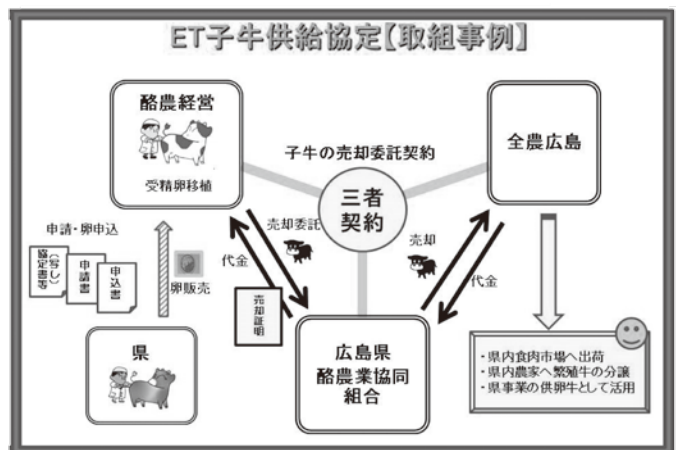 ET子牛供給協定【取組事例】
酪農経営
受精卵移植
全農広島
子牛の売却委託契約
三者
契約
申請・卵申込
協定書等
(写し)
申請書
申込書
卵販売
売却委託
代金
売却証明
売却
代金
県
広島県
酪農業協同
組合
・県内食肉市場へ出荷
・県内農家へ繁殖牛の分譲
・県事業の供卵牛として活用